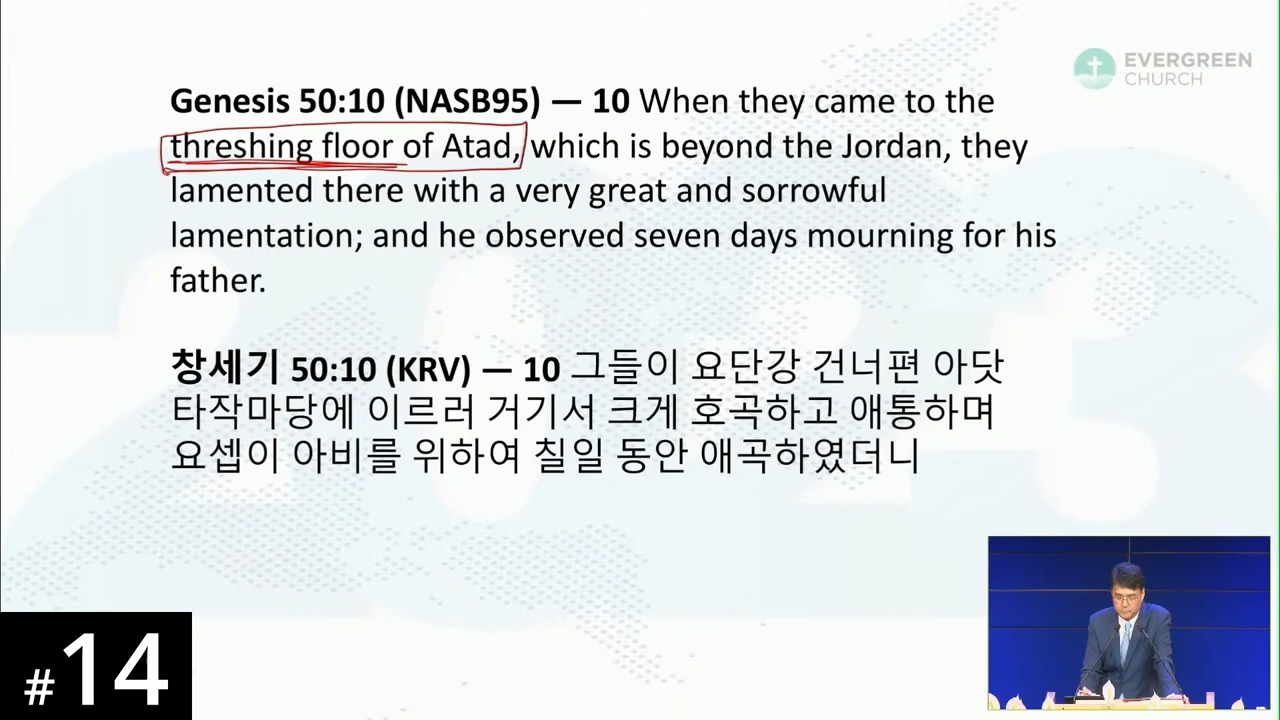 EVERGREEN
CHURCH
Genesis 50:10 (NASB95) — 10 When they came to the
threshing floor of Atad, which is beyond the Jordan, they
lamented there with a very great and sorrowful
lamentation; and he observed seven days mourning for his
father.
창세기 50:10 (KRV) — 10 그들이 요단강 건너편 아닷
타작마당에 이르러 거기서 크게 호곡하고 애통하며
요셉이 아비를 위하여 칠일 동안 애곡하였더니
#14